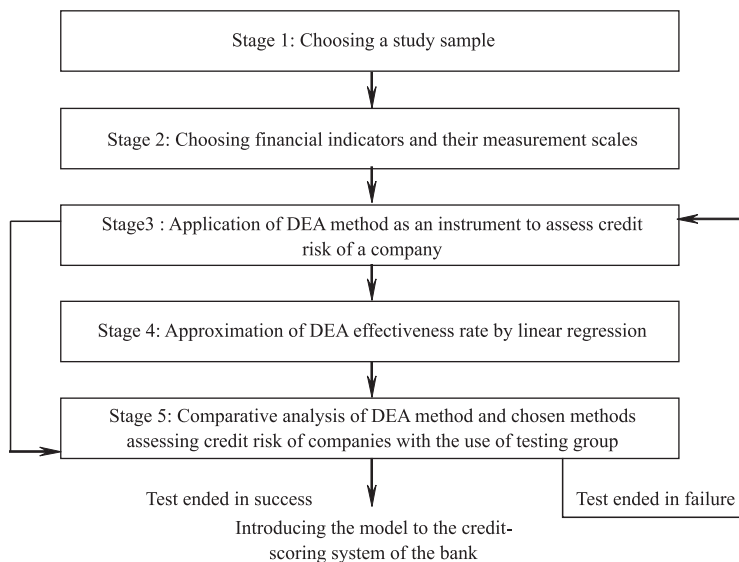 Stage 1: Choosing a study sample
Stage 2: Choosing financial indicators and their measurement scales
Stage3 : Application of DEA method as an instrument to assess credit
risk of a company
Stage 4: Approximation of DEA effectiveness rate by linear regression
Stage 5: Comparative analysis of DEA method and chosen methods
assessing credit risk of companies with the use of testing group
Test ended in success
Test ended in failure
Introducing the model to the credit-
scoring system of the bank